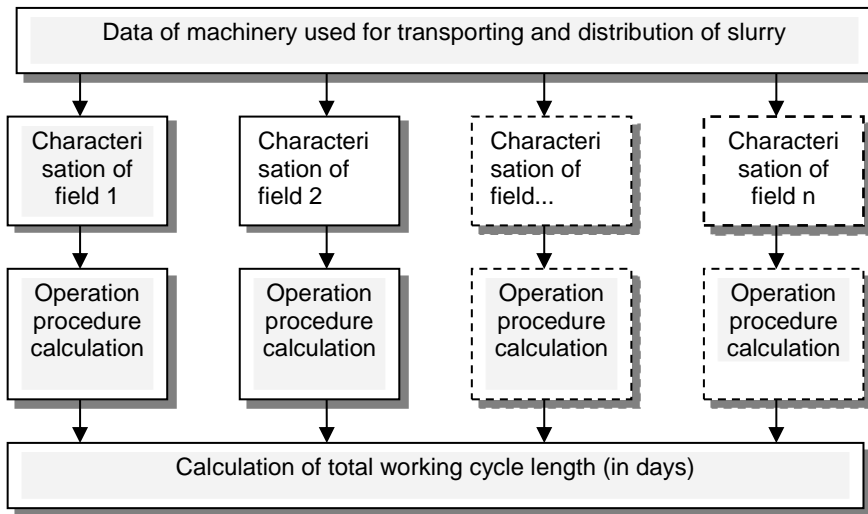 Data of machinery used for transporting and distribution of slurry
Characteri
sation of
field 1
Characteri
sation of
field 2
Characteri
sation of
field...
Characteri
sation of
field n
Operation
procedure
calculation
Operation
procedure
calculation
Operation
procedure
calculation
Operation
procedure
calculation
Calculation of total working cycle length (in days)